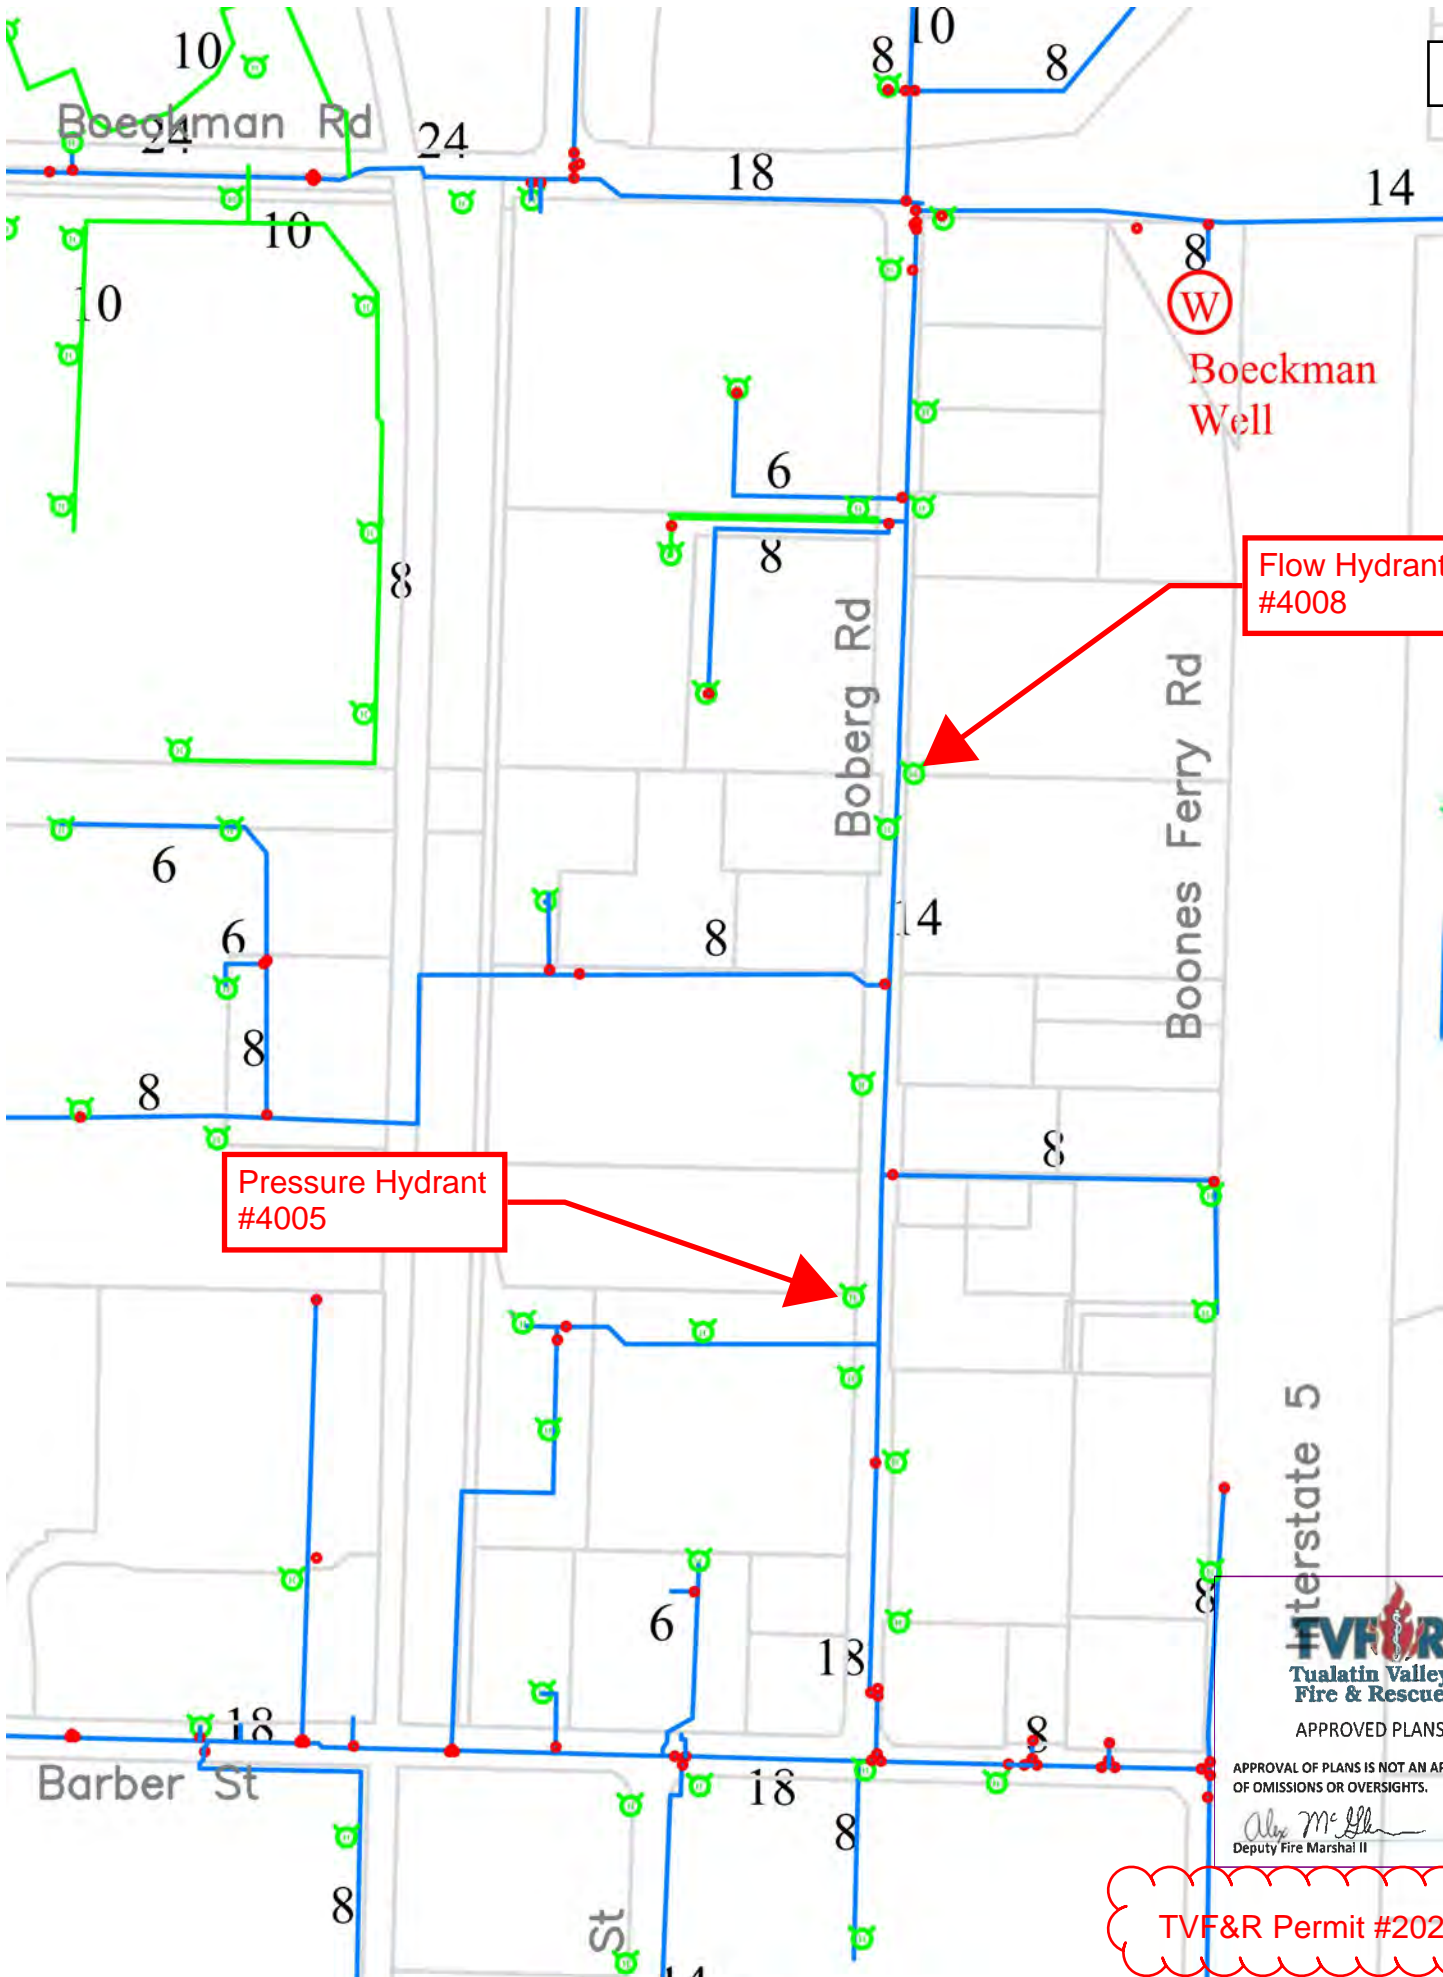 10
8
10
8
Boeckman Rd
24
24
18
14
10
8
10
W
Boeckman
Well
6
8
8
Flow Hydrant
#4008
Boberg Rd
Boones Ferry Rd
6
6
8
14
8
8
8
Pressure Hydrant
#4005
Interstate 5
6
18
8
TVF&R
Tualatin Valley
Fire & Rescue
APPROVED PLANS
APPROVAL OF PLANS IS NOT AN AP
OF OMISSIONS OR OVERSIGHTS.
Deputy Fire Marshal II
18
8
Barber St
18
8
8
St
14
TVF&R Permit #202